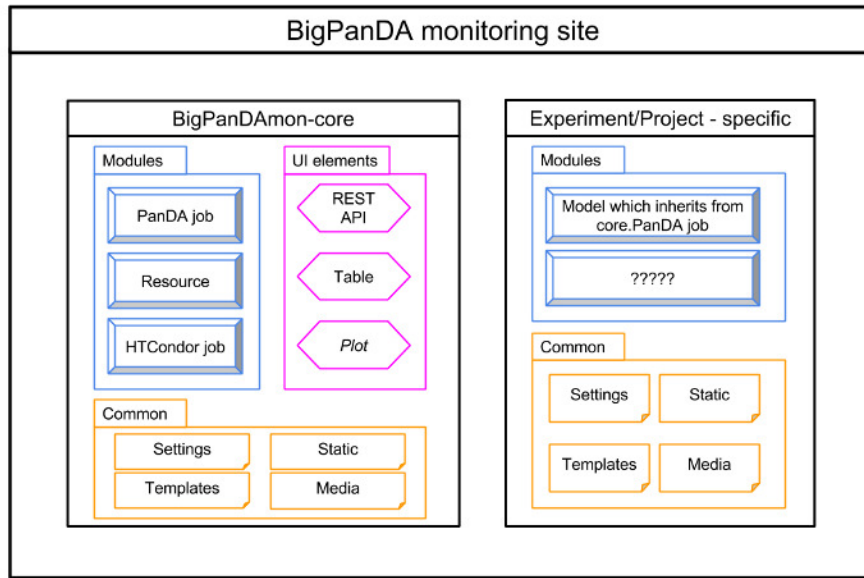 BigPanDA monitoring site
BigPanDAmon-core
Modules
PanDA job
Resource
HTCondor job
UI elements
REST
API
Table
Plot
Common
Settings
Static
Templates
Media
Experiment/Project - specific
Modules
Model which inherits from
core.PanDA job
?????
Common
Settings
Static
Templates
Media